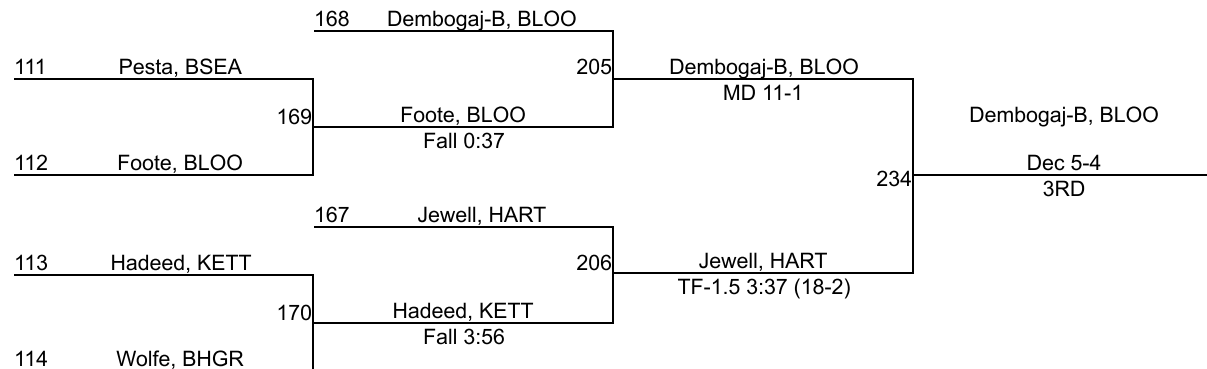 168 Dembogaj-B, BLOO
111 Pesta, BSEA
205 Dembogaj-B, BLOO
MD 11-1
169 Foote, BLOO
Fall 0:37
Dembogaj-B, BLOO
112 Foote, BLOO
Dec 5-4
234
3RD
167 Jewell, HART
113 Hadeed, KETT
206 Jewell, HART
TF-1.5 3:37 (18-2)
170 Hadeed, KETT
Fall 3:56
114 Wolfe, BHGR